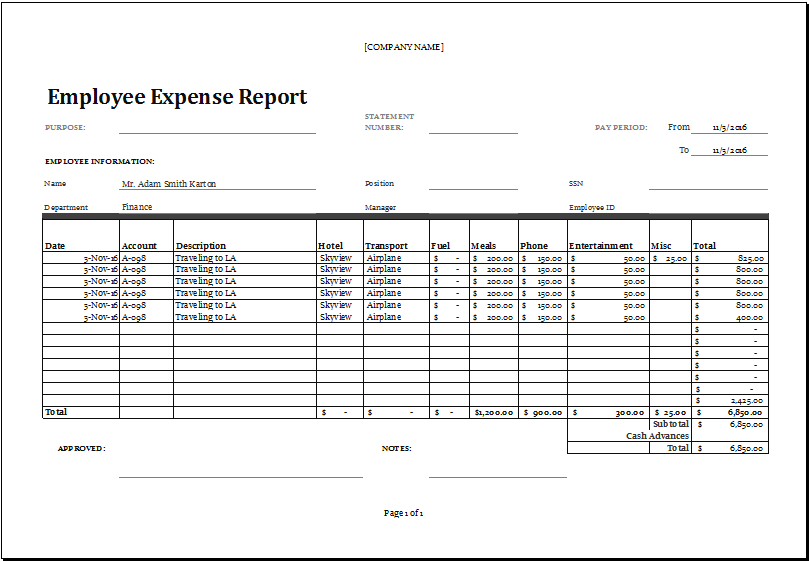 [COMPANY NAME]
Employee Expense Report
PURPOSE: STATEMENT NUMBER: PAY PERIOD: From 11/3/2016
To 11/3/2016
EMPLOYEE INFORMATION:
Name Mr. Adam Smith Karton Position SSN
Department Finance Manager Employee ID
Date Account Description Hotel Transport Fuel Meals Phone Entertainment Misc Total
3-Nov-16 A-098 Traveling to LA Skyview Airplane $ - $ 200.00 $ 150.00 $ 50.00 $ 25.00 $ 825.00
3-Nov-16 A-098 Traveling to LA Skyview Airplane $ - $ 200.00 $ 150.00 $ 50.00 $ 800.00
3-Nov-16 A-098 Traveling to LA Skyview Airplane $ - $ 200.00 $ 150.00 $ 50.00 $ 800.00
3-Nov-16 A-098 Traveling to LA Skyview Airplane $ - $ 200.00 $ 150.00 $ 50.00 $ 800.00
3-Nov-16 A-098 Traveling to LA Skyview Airplane $ - $ 200.00 $ 150.00 $ 50.00 $ 800.00
3-Nov-16 A-098 Traveling to LA Skyview Airplane $ - $ 200.00 $ 150.00 $ 50.00 $ 400.00
$ -
$ -
$ -
$ -
$ -
$ -
$ 2,425.00
Total $ - $ - $ - $1,200.00 $ 900.00 $ 300.00 $ 25.00 $ 6,850.00
Subtotal $ 6,850.00
Cash Advances
APPROVED: NOTES: Total $ 6,850.00
Page 1 of 1